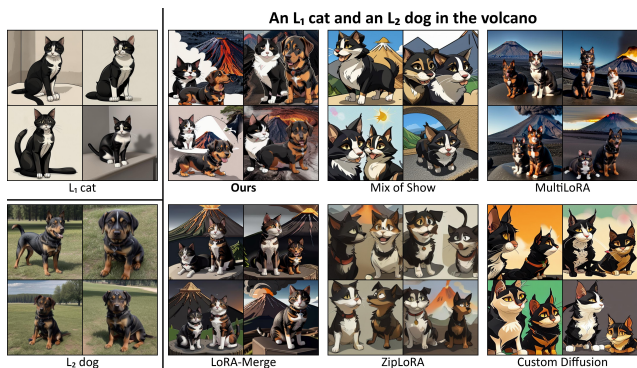 An L₁ cat and an L₂ dog in the volcano
L₁ cat
Ours
Mix of Show
MultiLoRA
L₂ dog
LoRA-Merge
ZipLoRA
Custom Diffusion